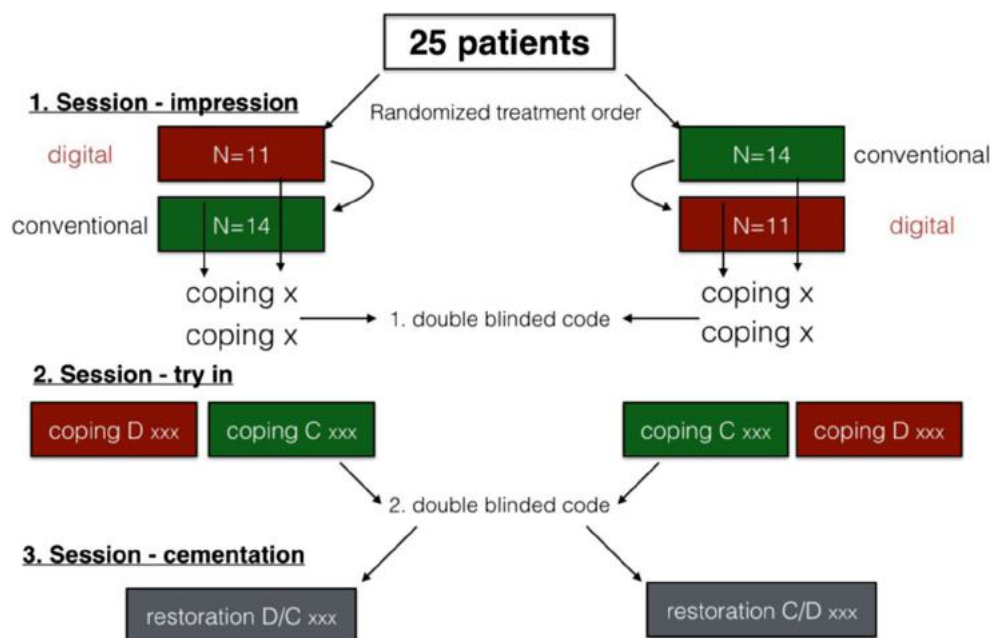 25 patients
1. Session - impression
Randomized treatment order
digital
N=11
N=14
conventional
conventional
N=14
N=11
digital
coping x
coping x
coping x
coping x
1. double blinded code
2. Session - try in
coping D xxx
coping C xxx
coping C xxx
coping D xxx
2. double blinded code
3. Session - cementation
restoration D/C xxx
restoration C/D xxx